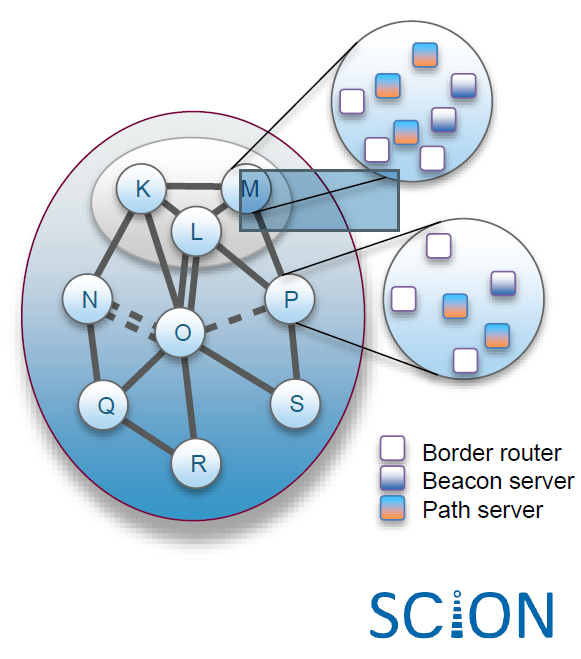 K
M
L
N
O
P
Q
S
R
Border router
Beacon server
Path server
SCION